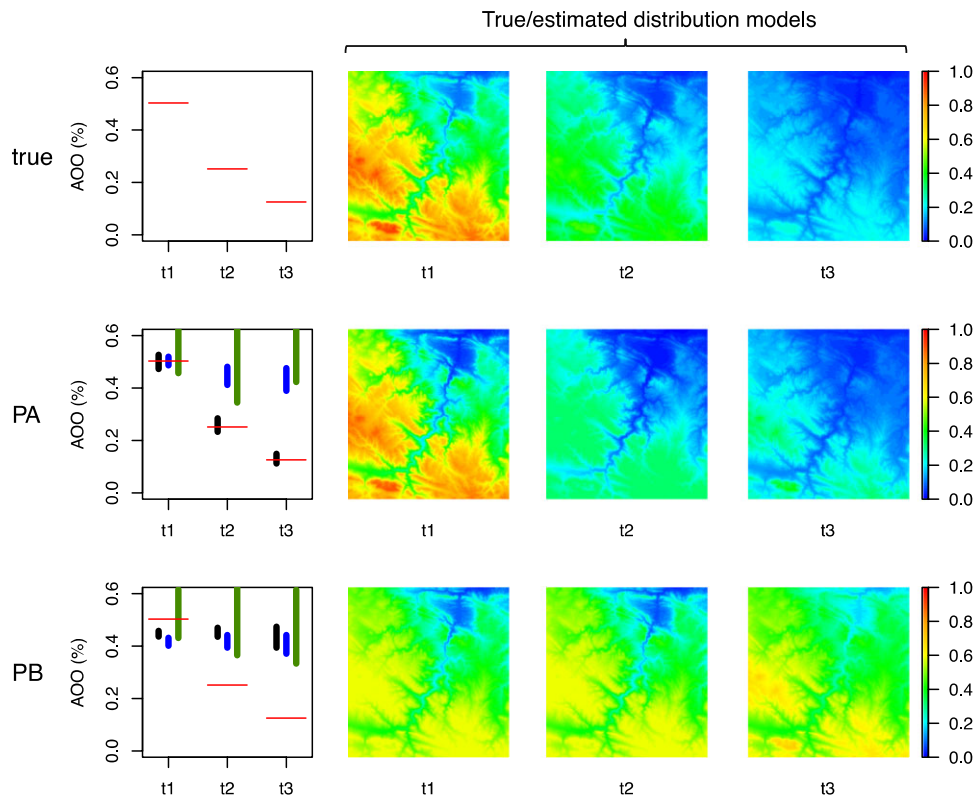 True/estimated distribution models
true
AOO (%)
0.0 0.2 0.4 0.6
t1 t2 t3
t1
t2
t3
0.0 0.2 0.4 0.6 0.8 1.0
PA
AOO (%)
0.0 0.2 0.4 0.6
t1 t2 t3
t1
t2
t3
0.0 0.2 0.4 0.6 0.8 1.0
PB
AOO (%)
0.0 0.2 0.4 0.6
t1 t2 t3
t1
t2
t3
0.0 0.2 0.4 0.6 0.8 1.0